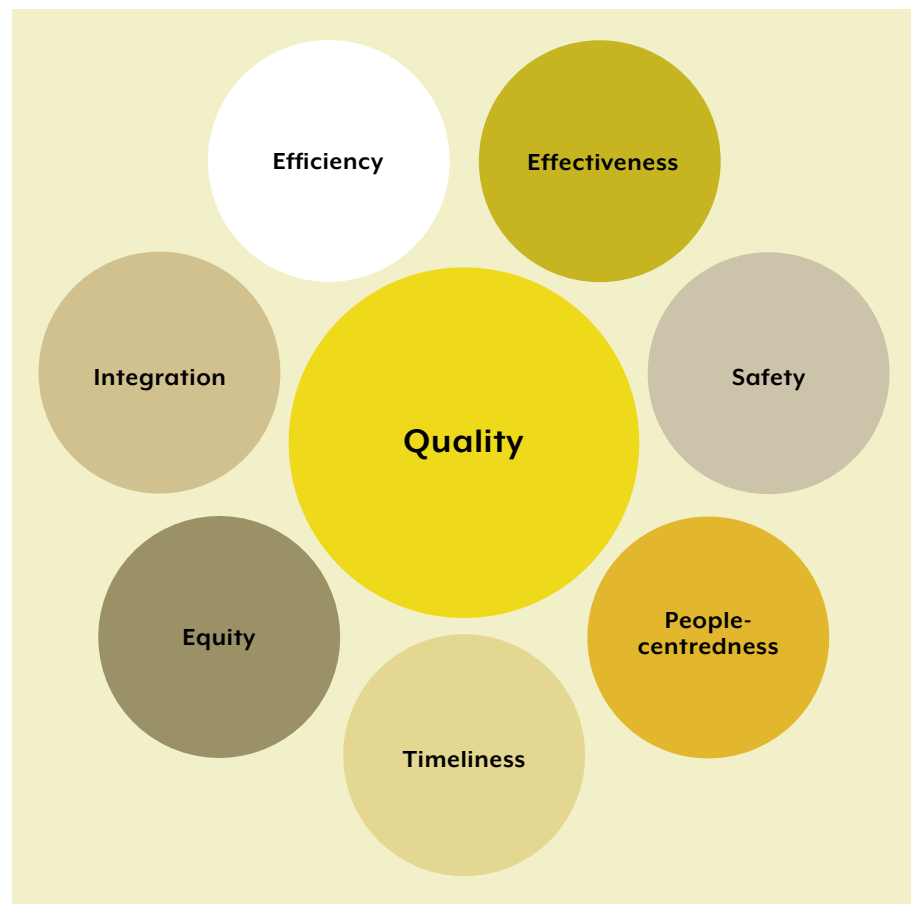 Efficiency
Effectiveness
Integration
Safety
Quality
Equity
People-
centredness
Timeliness